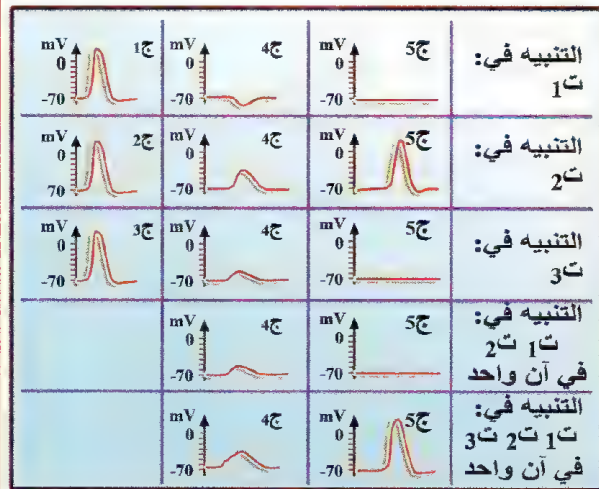 التنبيه في: ج5 mV 0 -70 ج4 mV 0 -70 ج1 mV 0 -70
ت1
التنبيه في: ج5 mV 0 ج4 mV 0 70 ج2 mV 0 70
ت2
التنبيه في: ج5 mV 0 -70 ج4 mV 0 -70 ج3 mV 0 -70
ت3
التنبيه في: ج5 mV 0 -70 ج4 mV 0 -70
ت1 ت2
في آن واحد
التنبيه في: ج5 mV 0 -70 ج4 mV 0 -70
ت1 ت2 ت3
في آن واحد